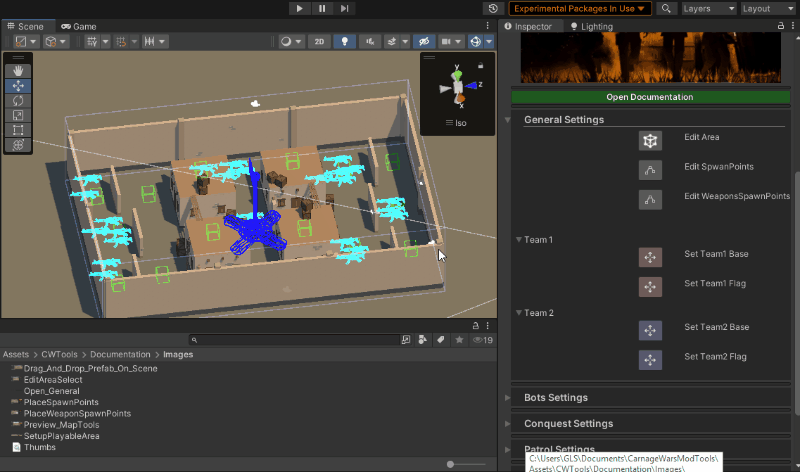 Experimental Packages In Use
Layers
Layout
Scene
Game
Inspector
Lighting
2D
y
z
x
Iso
Open Documentation
General Settings
Edit Area
Edit SpwanPoints
Edit WeaponsSpawnPoints
Team 1
Set Team1 Base
Set Team1 Flag
Team 2
Set Team2 Base
Set Team2 Flag
Bots Settings
Conquest Settings
Patrol Settings
C:\Users\GLS\Documents\CarnageWarsModTools\
Assets\CWTools\Documentation\Images\
19
Assets > CWTools > Documentation > Images
Drag_And_Drop_Prefab_On_Scene
EditAreaSelect
Open_General
PlaceSpawnPoints
PlaceWeaponSpawnPoints
Preview_MapTools
SetupPlayableArea
Thumbs